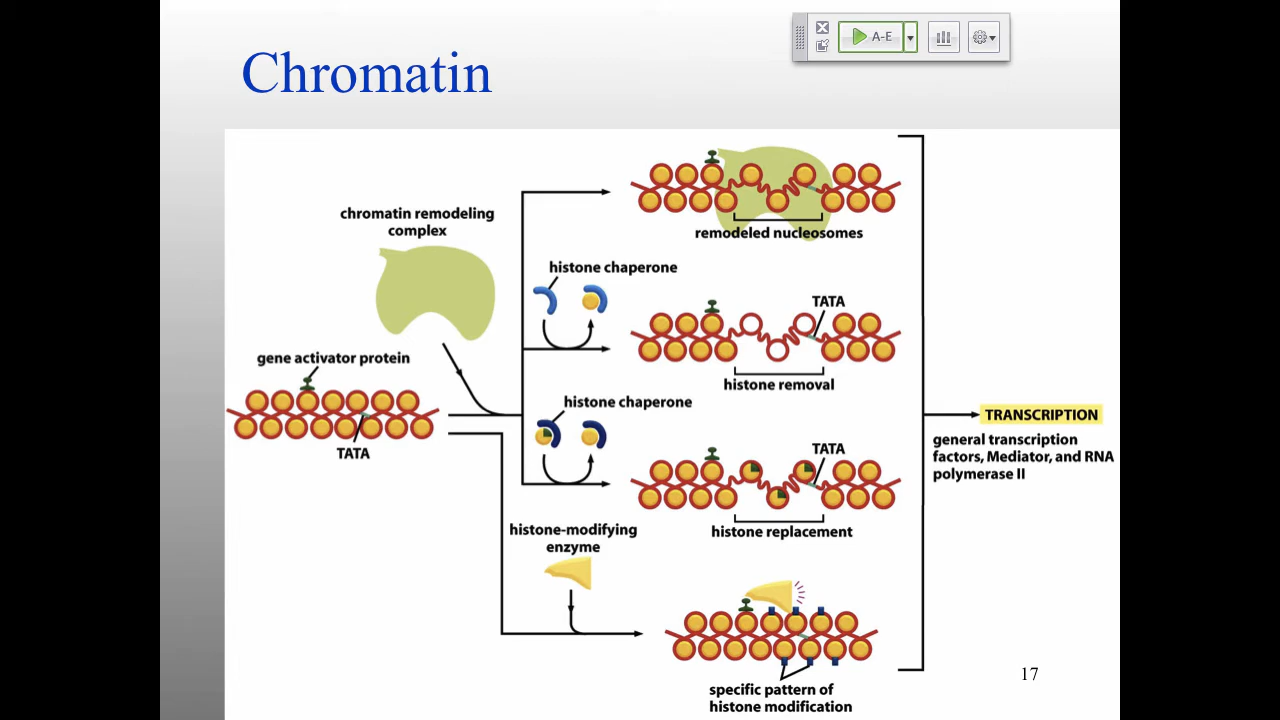 A-E
Chromatin
chromatin remodeling
complex
remodeled nucleosomes
histone chaperone
TATA
gene activator protein
histone removal
histone chaperone
TRANSCRIPTION
general transcription
factors, Mediator, and RNA
polymerase II
TATA
TATA
histone-modifying
enzyme
histone replacement
specific pattern of
histone modification
17